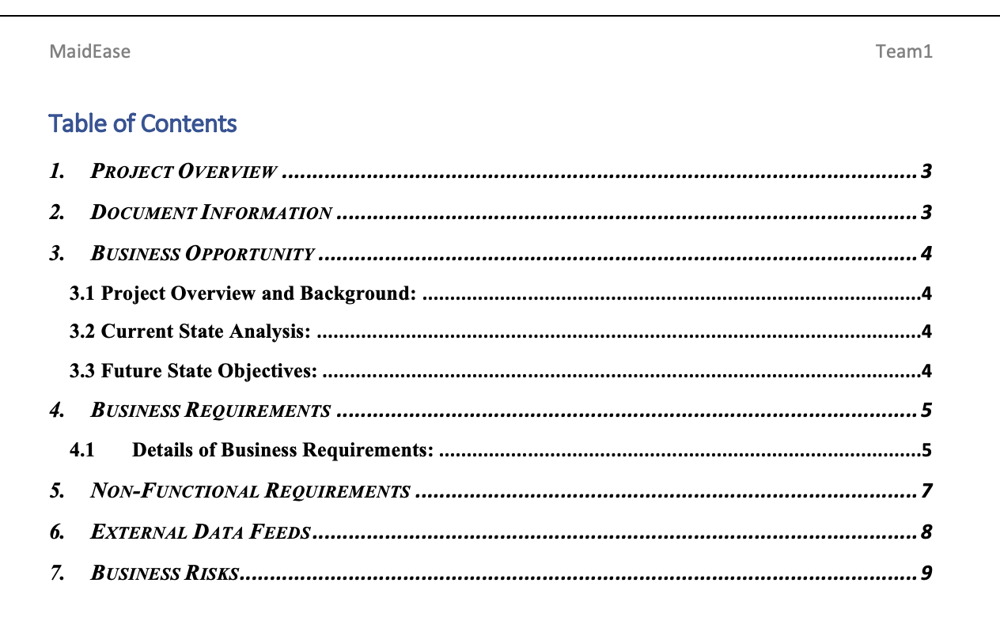 MaidEase Team1
Table of Contents
1. PROJECT OVERVIEW ........................................................................................................ 3
2. DOCUMENT INFORMATION ............................................................................................... 3
3. BUSINESS OPPORTUNITY .................................................................................................. 4
3.1 Project Overview and Background: ..........................................................................................4
3.2 Current State Analysis: .............................................................................................................4
3.3 Future State Objectives: ............................................................................................................4
4. BUSINESS REQUIREMENTS ............................................................................................... 5
4.1 Details of Business Requirements: .......................................................................................5
5. NON-FUNCTIONAL REQUIREMENTS .................................................................................. 7
6. EXTERNAL DATA FEEDS................................................................................................... 8
7. BUSINESS RISKS............................................................................................................... 9